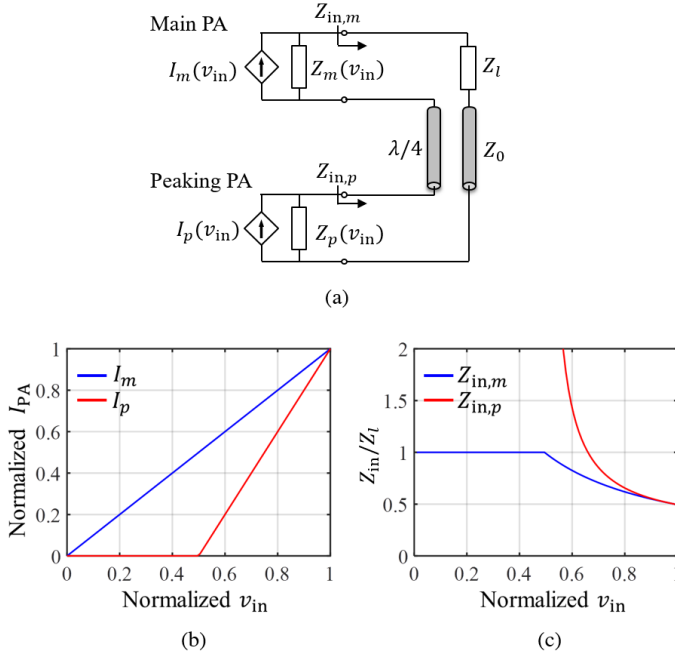 Main PA
Z_in,m
I_m(v_in)
Z_m(v_in)
Z_l
λ/4
Z_0
Peaking PA
Z_in,p
I_p(v_in)
Z_p(v_in)
(a)
1
0.8
0.6
0.4
0.2
0
Normalized I_PA
I_m
I_p
0 0.2 0.4 0.6 0.8 1
Normalized v_in
(b)
2
1.5
1
0.5
0
Z_in/Z_l
Z_in,m
Z_in,p
0 0.2 0.4 0.6 0.8 1
Normalized v_in
(c)